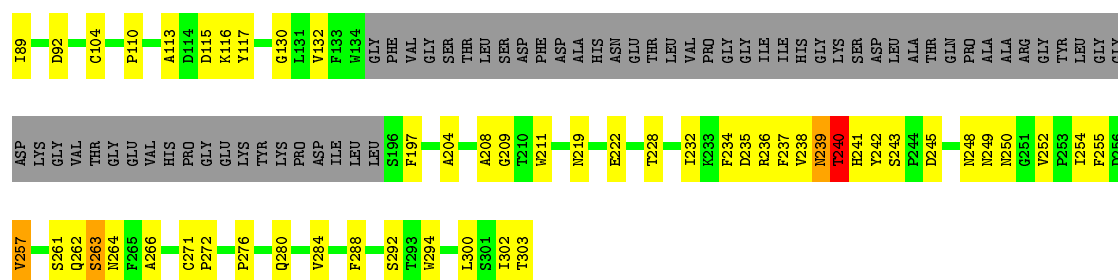 I89 D92 C104 P110 A113 D114 D115 K116 Y117 G130 L131 V132 F133 W134 GLY PHE VAL GLY SER THR LEU SER ASP PHE ASP ALA HIS ASN GLU THR LEU VAL PRO GLY GLY ILE ILE HIS GLY LYS SER ASP LEU ALA THR GLN PRO ALA ALA ARG GLY TYR LEU GLY GLY
ASP LYS GLY VAL THR GLY GLU VAL HIS PRO GLY GLU LYS TYR LYS PRO ASP ILE LEU LEU S196 F197 A204 A208 G209 T210 W211 N219 E222 T228 I232 K233 F234 D235 R236 F237 V238 N239 T240 H241 Y242 S243 P244 D245 N248 N249 N250 G251 V252 P253 I254 F255
V257 S261 Q262 S263 N264 F265 A266 C271 P272 P276 Q280 V284 F288 S292 T293 W294 L300 S301 I302 T303